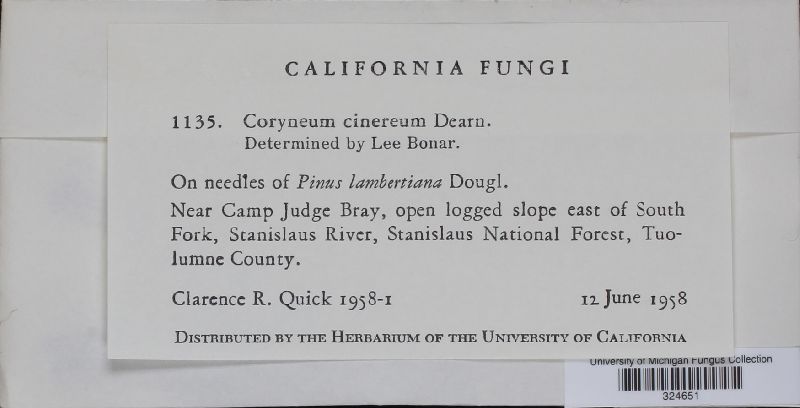 CALIFORNIA FUNGI
1135. Coryneum cinereum Dearn.
Determined by Lee Bonar.
On needles of Pinus lambertiana Dougl.
Near Camp Judge Bray, open logged slope east of South
Fork, Stanislaus River, Stanislaus National Forest, Tuo-
lumne County.
Clarence R. Quick 1958-1 12 June 1958
DISTRIBUTED BY THE HERBARIUM OF THE UNIVERSITY OF CALIFORNIA
University of Michigan Fungus Collection
324651